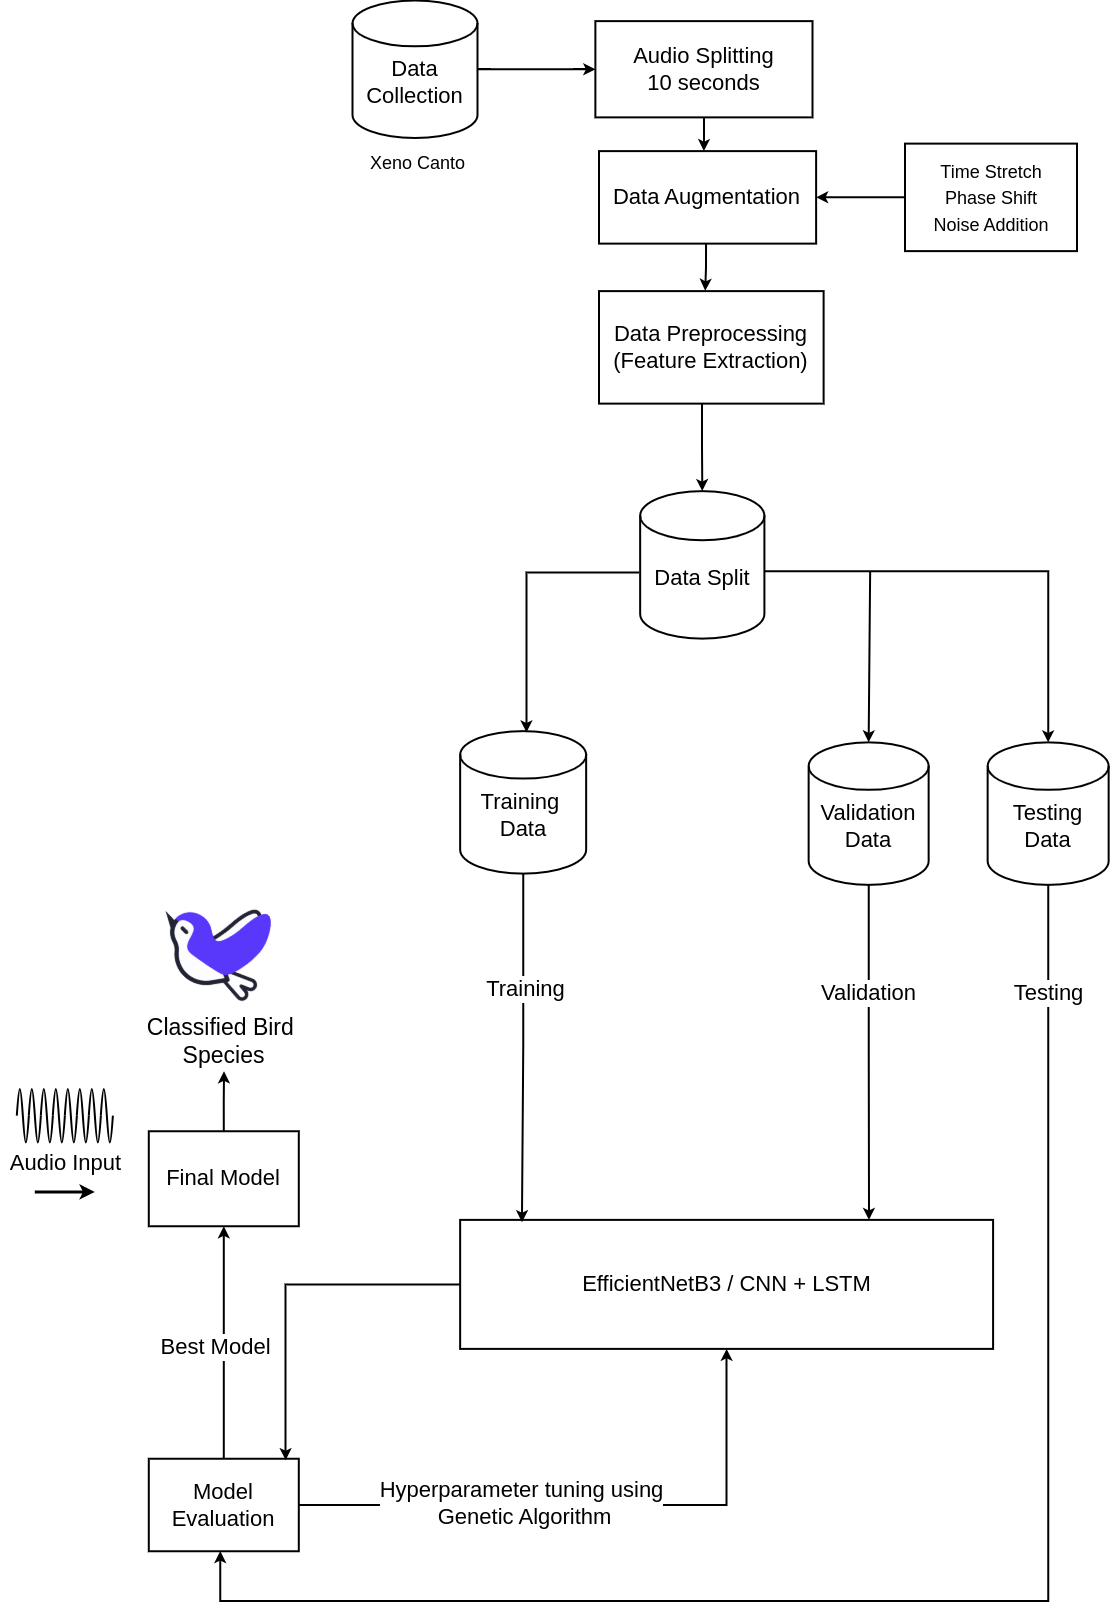 Data
Collection
Xeno Canto
Audio Splitting
10 seconds
Data Augmentation
Time Stretch
Phase Shift
Noise Addition
Data Preprocessing
(Feature Extraction)
Data Split
Training
Data
Validation
Data
Testing
Data
Training
Validation
Testing
Classified Bird
Species
Audio Input
Final Model
EfficientNetB3 / CNN + LSTM
Best Model
Model
Evaluation
Hyperparameter tuning using
Genetic Algorithm